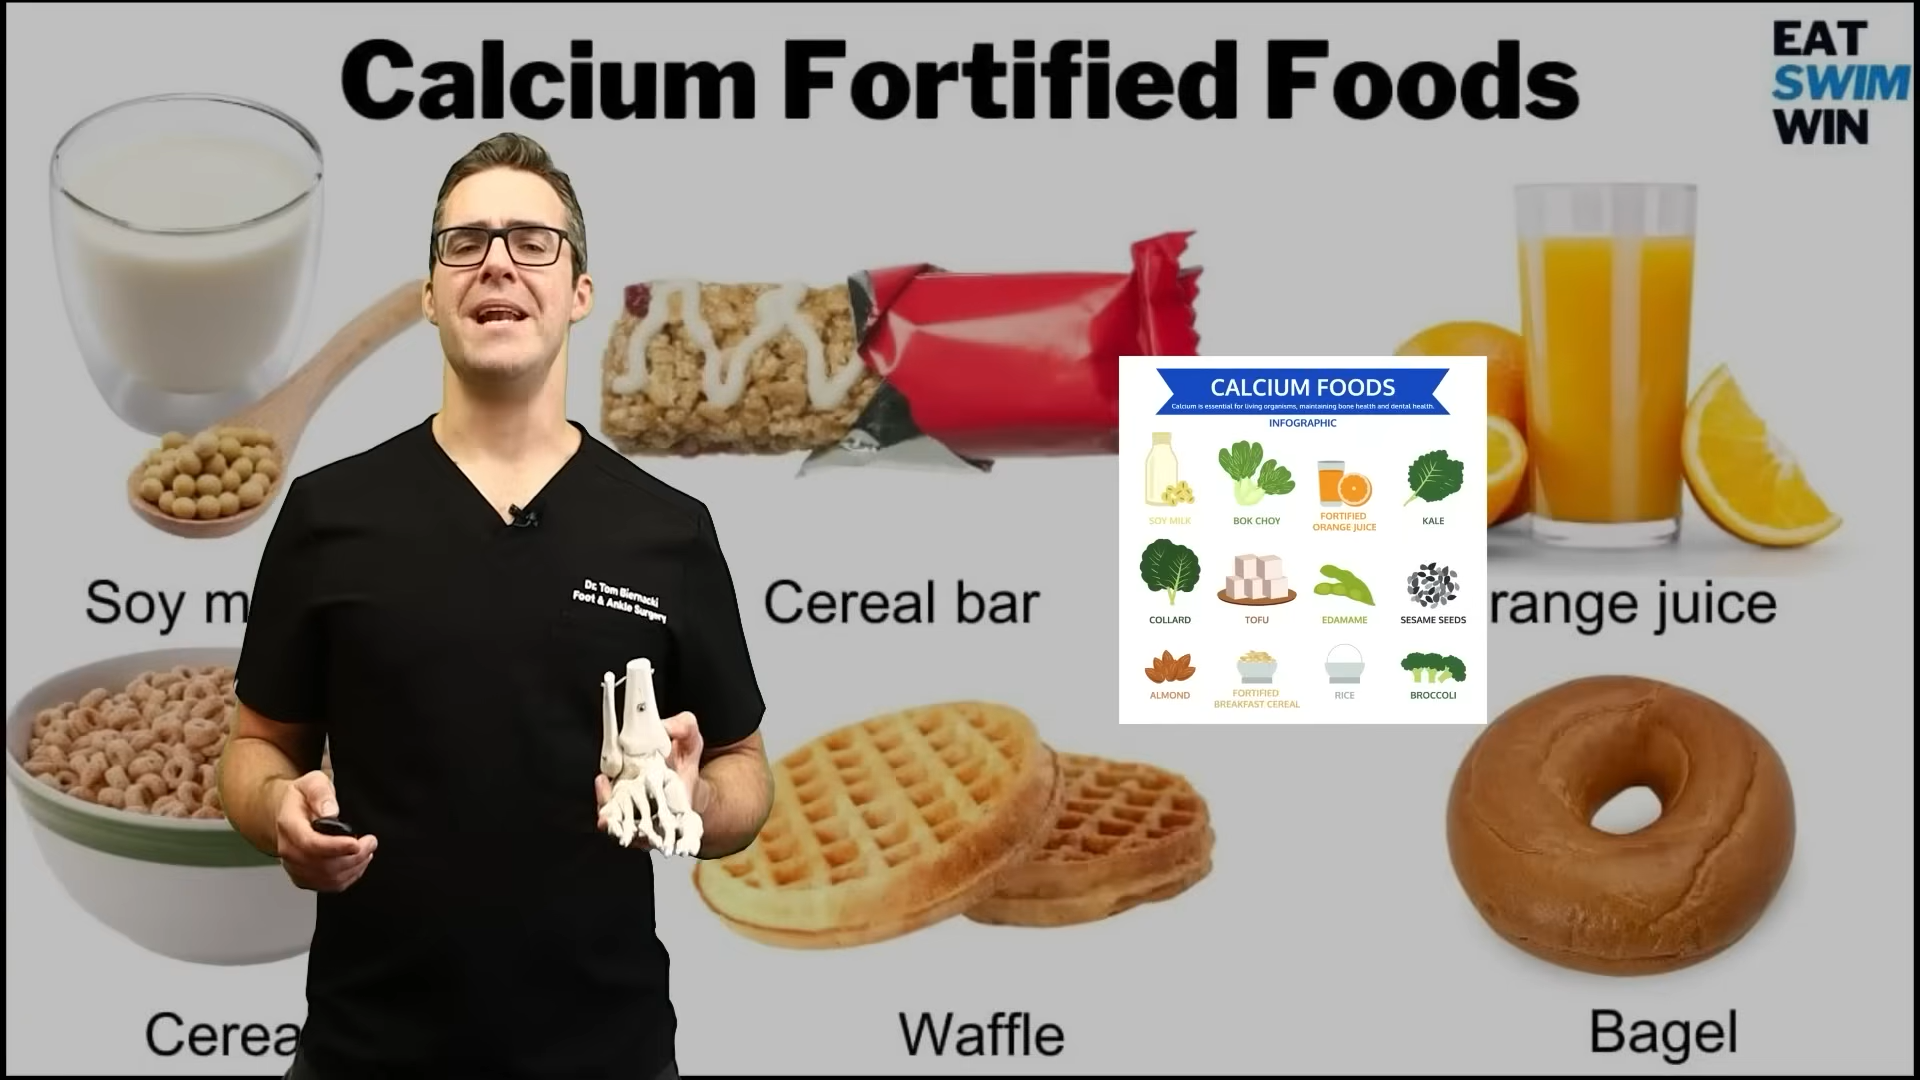 Calcium Fortified Foods
EAT
SWIM
WIN
Soy m
Cereal bar
range juice
Cerea
Waffle
Bagel
Dr. Tom Biernacki
Foot & Ankle Surgery
CALCIUM FOODS
Calcium is essential for living organisms, maintaining bone health and dental health.
INFOGRAPHIC
SOY MILK
BOK CHOY
FORTIFIED
ORANGE JUICE
KALE
COLLARD
TOFU
EDAMAME
SESAME SEEDS
ALMOND
FORTIFIED
BREAKFAST CEREAL
RICE
BROCCOLI